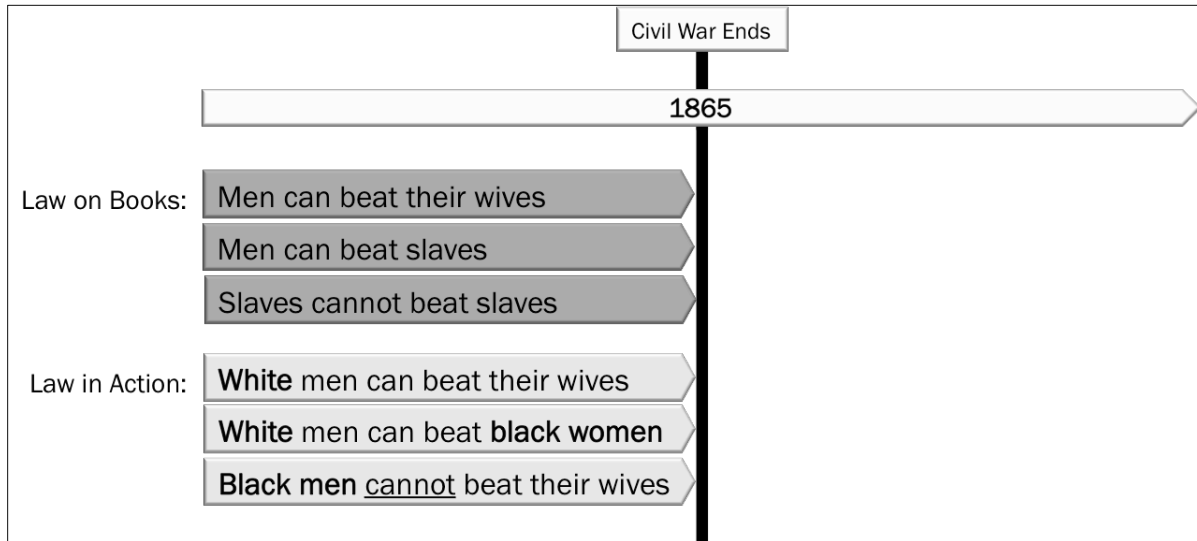 Civil War Ends
1865
Law on Books:
Men can beat their wives
Men can beat slaves
Slaves cannot beat slaves
Law in Action:
White men can beat their wives
White men can beat black women
Black men cannot beat their wives